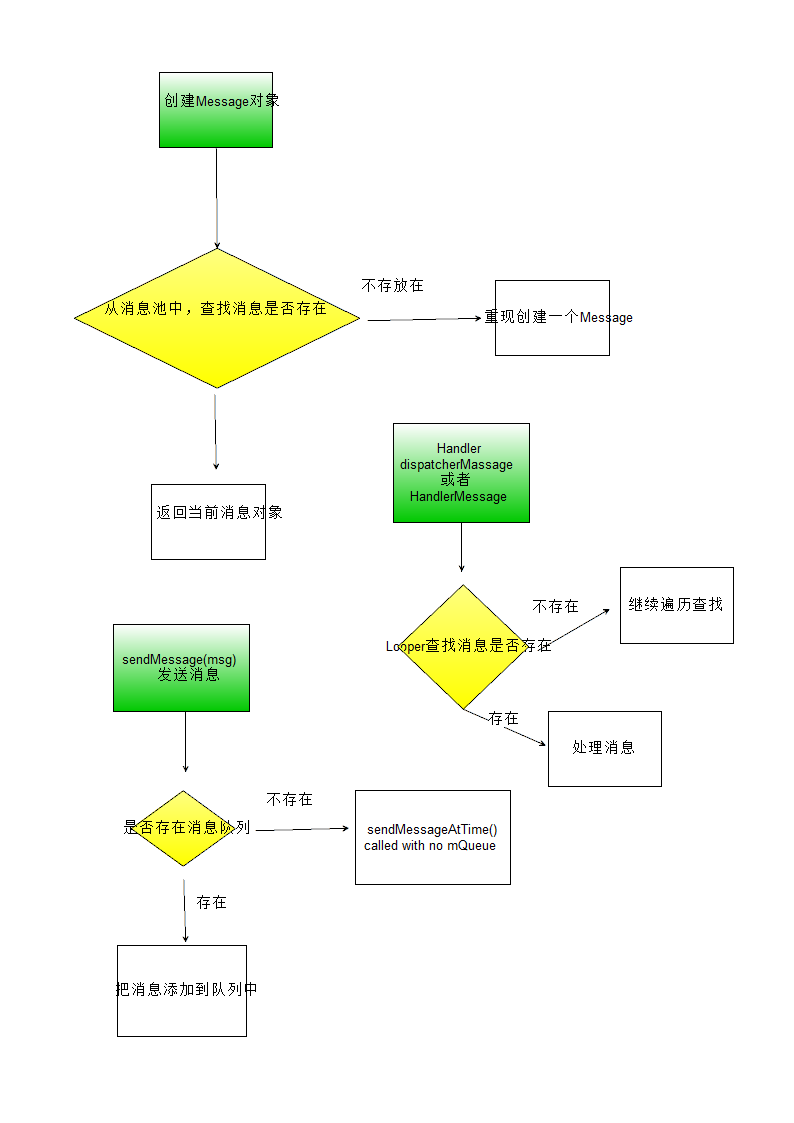 创建Message对象
从消息池中，查找消息是否存在
不存放在
重现创建一个Message
返回当前消息对象
Handler
dispatcherMassage
或者
HandlerMessage
Looper查找消息是否存在
不存在
继续遍历查找
存在
处理消息
sendMessage(msg)
发送消息
是否存在消息队列
不存在
sendMessageAtTime()
called with no mQueue
存在
把消息添加到队列中